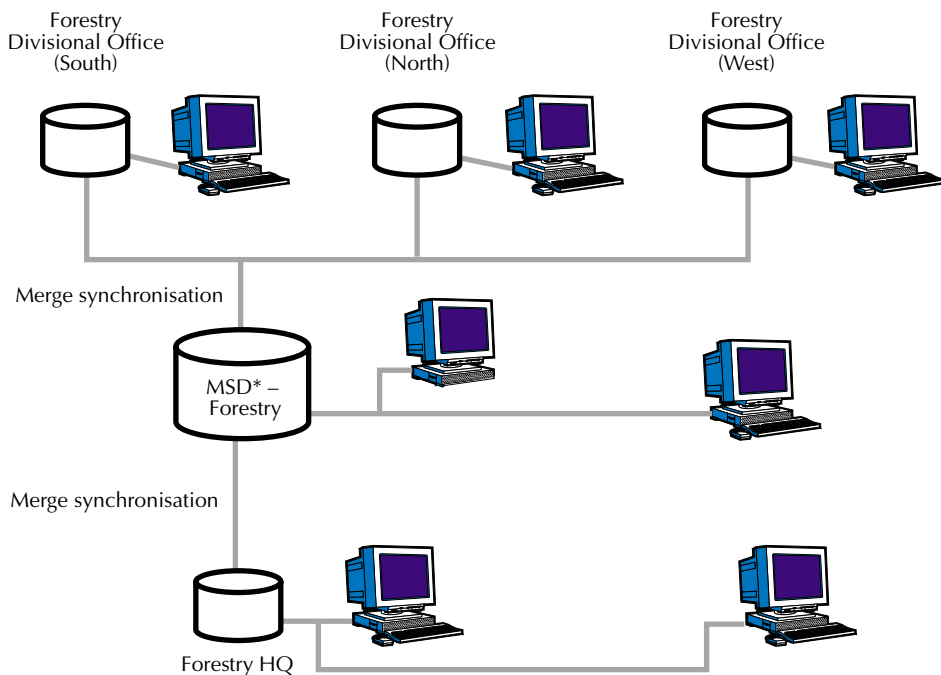 Forestry
Divisional Office
(South)
Forestry
Divisional Office
(North)
Forestry
Divisional Office
(West)
Merge synchronisation
MSD* –
Forestry
Merge synchronisation
Forestry HQ